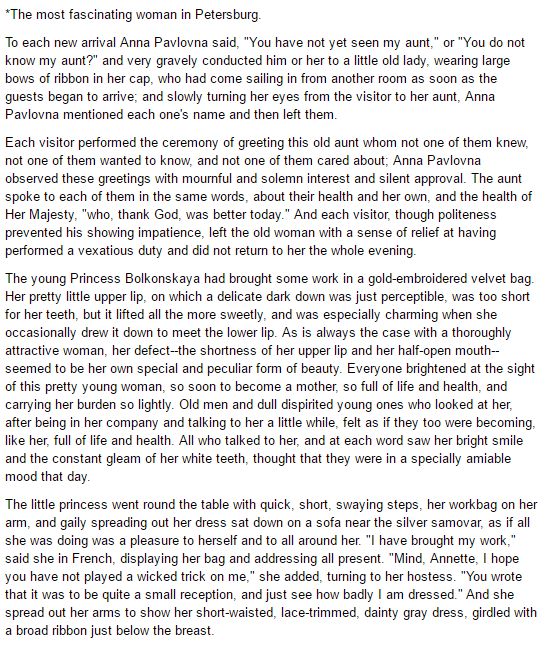 *The most fascinating woman in Petersburg.
To each new arrival Anna Pavlovna said, "You have not yet seen my aunt," or "You do not
know my aunt?" and very gravely conducted him or her to a little old lady, wearing large
bows of ribbon in her cap, who had come sailing in from another room as soon as the
guests began to arrive; and slowly turning her eyes from the visitor to her aunt, Anna
Pavlovna mentioned each one's name and then left them.
Each visitor performed the ceremony of greeting this old aunt whom not one of them knew,
not one of them wanted to know, and not one of them cared about; Anna Pavlovna
observed these greetings with mournful and solemn interest and silent approval. The aunt
spoke to each of them in the same words, about their health and her own, and the health of
Her Majesty, "who, thank God, was better today." And each visitor, though politeness
prevented his showing impatience, left the old woman with a sense of relief at having
performed a vexatious duty and did not return to her the whole evening.
The young Princess Bolkonskaya had brought some work in a gold-embroidered velvet bag.
Her pretty little upper lip, on which a delicate dark down was just perceptible, was too short
for her teeth, but it lifted all the more sweetly, and was especially charming when she
occasionally drew it down to meet the lower lip. As is always the case with a thoroughly
attractive woman, her defect--the shortness of her upper lip and her half-open mouth--
seemed to be her own special and peculiar form of beauty. Everyone brightened at the sight
of this pretty young woman, so soon to become a mother, so full of life and health, and
carrying her burden so lightly. Old men and dull dispirited young ones who looked at her,
after being in her company and talking to her a little while, felt as if they too were becoming,
like her, full of life and health. All who talked to her, and at each word saw her bright smile
and the constant gleam of her white teeth, thought that they were in a specially amiable
mood that day.
The little princess went round the table with quick, short, swaying steps, her workbag on her
arm, and gaily spreading out her dress sat down on a sofa near the silver samovar, as if all
she was doing was a pleasure to herself and to all around her. "I have brought my work,"
said she in French, displaying her bag and addressing all present. "Mind, Annette, I hope
you have not played a wicked trick on me," she added, turning to her hostess. "You wrote
that it was to be quite a small reception, and just see how badly I am dressed." And she
spread out her arms to show her short-waisted, lace-trimmed, dainty gray dress, girdled with
a broad ribbon just below the breast.